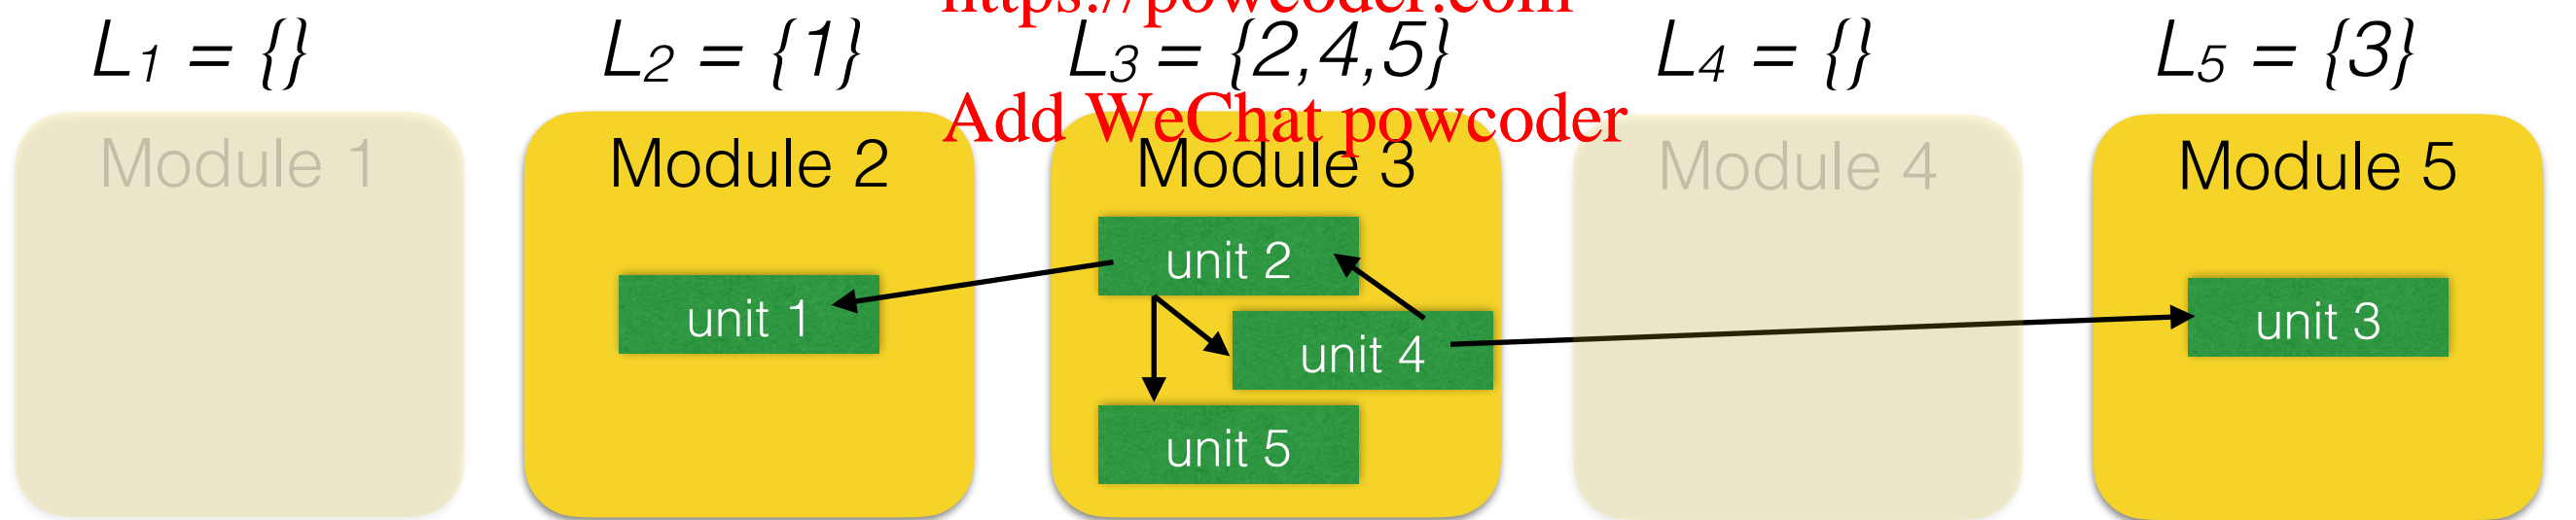 https://powcoder.com
L1 = {} L2 = {1} L3 = {2,4,5} L4 = {} L5 = {3}
Add WeChat powcoder
Module 1 Module 2 Module 3 Module 4 Module 5
unit 2
unit 1 unit 3
unit 4
unit 5